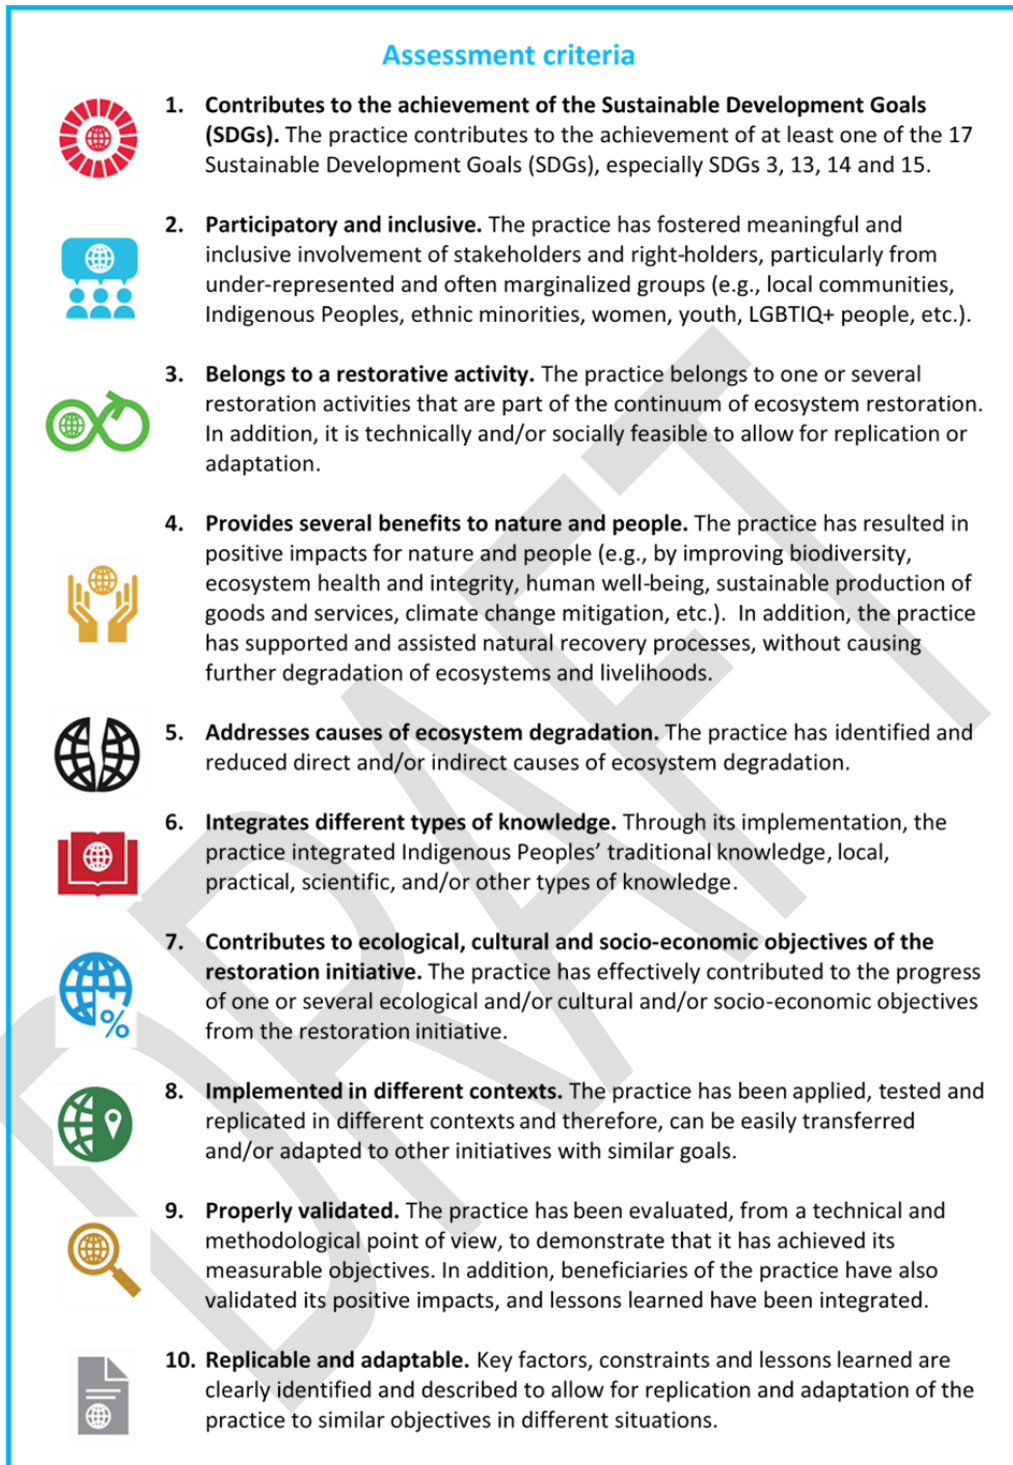 Assessment criteria
1. Contributes to the achievement of the Sustainable Development Goals
(SDGs). The practice contributes to the achievement of at least one of the 17
Sustainable Development Goals (SDGs), especially SDGs 3, 13, 14 and 15.
2. Participatory and inclusive. The practice has fostered meaningful and
inclusive involvement of stakeholders and right-holders, particularly from
under-represented and often marginalized groups (e.g., local communities,
Indigenous Peoples, ethnic minorities, women, youth, LGBTIQ+ people, etc.).
3. Belongs to a restorative activity. The practice belongs to one or several
restoration activities that are part of the continuum of ecosystem restoration.
In addition, it is technically and/or socially feasible to allow for replication or
adaptation.
4. Provides several benefits to nature and people. The practice has resulted in
positive impacts for nature and people (e.g., by improving biodiversity,
ecosystem health and integrity, human well-being, sustainable production of
goods and services, climate change mitigation, etc.).  In addition, the practice
has supported and assisted natural recovery processes, without causing
further degradation of ecosystems and livelihoods.
5. Addresses causes of ecosystem degradation. The practice has identified and
reduced direct and/or indirect causes of ecosystem degradation.
6. Integrates different types of knowledge. Through its implementation, the
practice integrated Indigenous Peoples’ traditional knowledge, local,
practical, scientific, and/or other types of knowledge.
7. Contributes to ecological, cultural and socio-economic objectives of the
restoration initiative. The practice has effectively contributed to the progress
of one or several ecological and/or cultural and/or socio-economic objectives
from the restoration initiative.
%
8. Implemented in different contexts. The practice has been applied, tested and
replicated in different contexts and therefore, can be easily transferred
and/or adapted to other initiatives with similar goals.
9. Properly validated. The practice has been evaluated, from a technical and
methodological point of view, to demonstrate that it has achieved its
measurable objectives. In addition, beneficiaries of the practice have also
validated its positive impacts, and lessons learned have been integrated.
10. Replicable and adaptable. Key factors, constraints and lessons learned are
clearly identified and described to allow for replication and adaptation of the
practice to similar objectives in different situations.
DRAFT